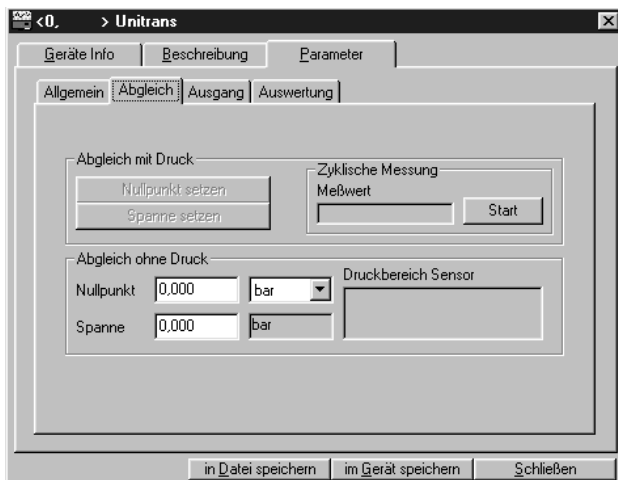 <0, > Unitrans
Geräte Info Beschreibung Parameter
Allgemein Abgleich Ausgang Auswertung
Abgleich mit Druck
Nullpunkt setzen
Spanne setzen
Zyklische Messung
Meßwert
Start
Abgleich ohne Druck
Nullpunkt 0,000 bar
Spanne 0,000 bar
Druckbereich Sensor
in Datei speichern im Gerät speichern Schließen